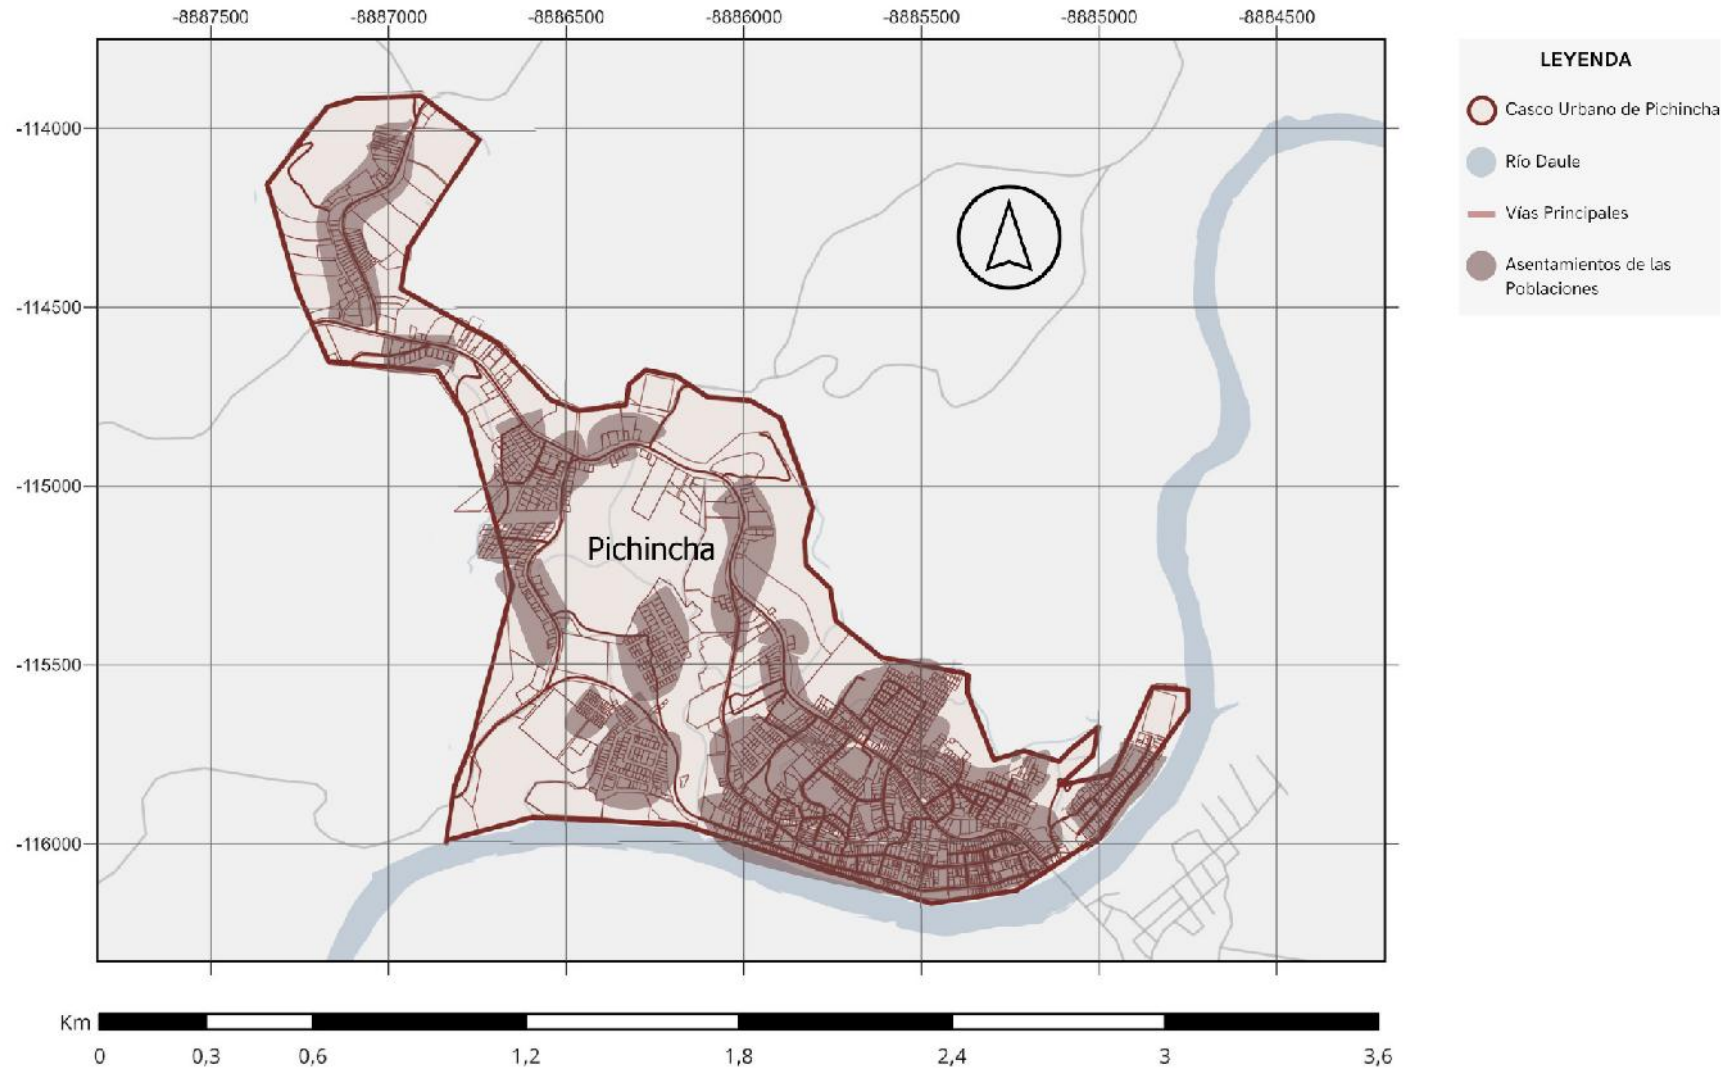 -8887500 -8887000 -8886500 -8886000 -8885500 -8885000 -8884500
LEYENDA
Casco Urbano de Pichincha
Río Daule
Vías Principales
Asentamientos de las
Poblaciones
-114000
-114500
-115000
Pichincha
-115500
-116000
Km
0 0,3 0,6 1,2 1,8 2,4 3 3,6